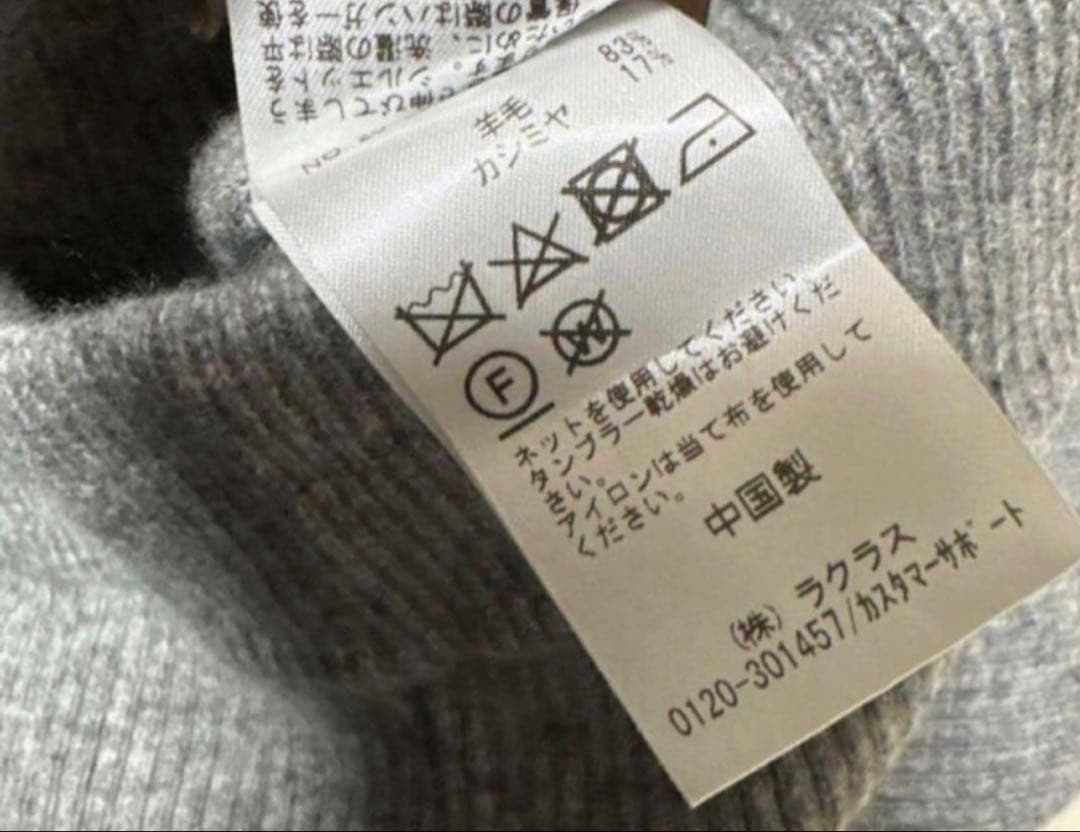 羊毛 83%
カシミヤ 17%
F
W
ネットを使用してください。
タンブラー乾燥はお避けくだ
さい。
アイロンは当て布を使用して
ください。
中国製
(株) ラクラス
0120-301457/カスタマーサポート